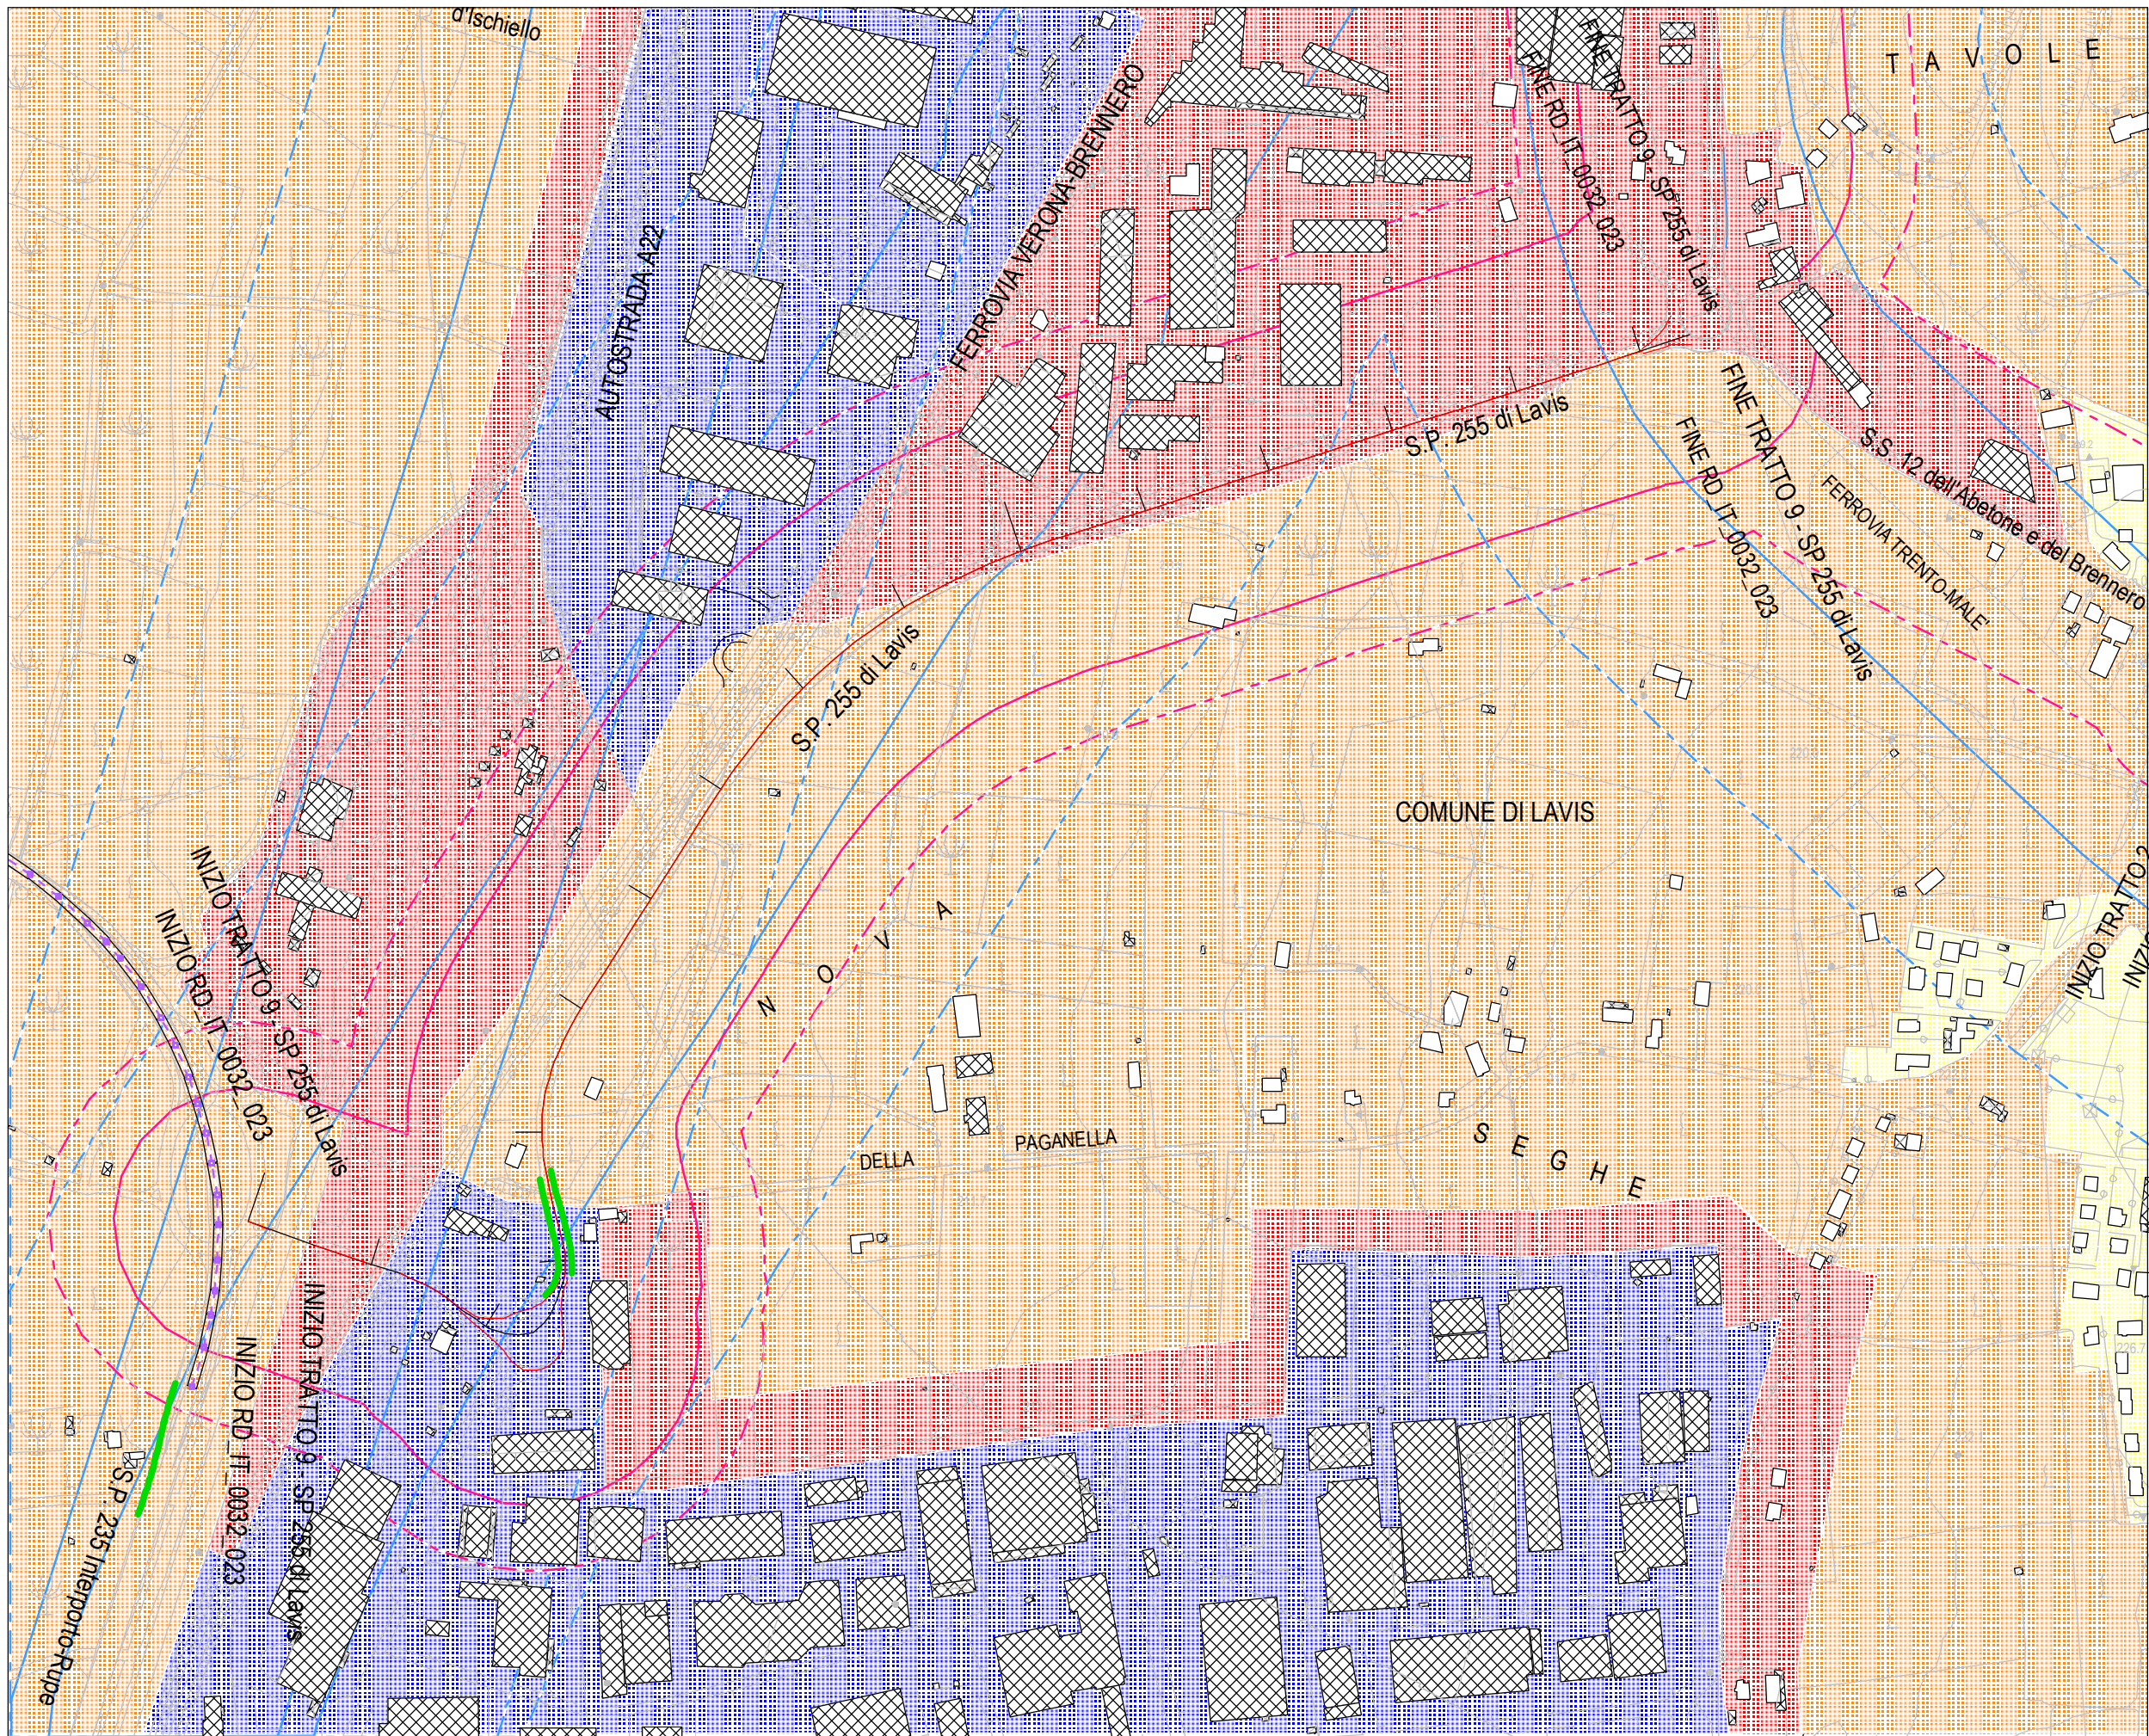 d'Ischiello
T A V O L E
FERROVIA VERONA-BRENNERO
AUTOSTRADA A22
FINE TRATTO 9 - SP 255 di Lavis
FINE RD_IT_0032_023
S.P. 255 di Lavis
FINE TRATTO 9 - SP 255 di Lavis
FINE RD_IT_0032_023
S.S. 12 dell'Abetone e del Brennero
FERROVIA TRENTO-MALE'
S.P. 255 di Lavis
COMUNE DI LAVIS
INIZIO TRATTO 9 - SP 255 di Lavis
INIZIO RD_IT_0032_023
N O V A
INIZIO TRATTO 2
DELLA
PAGANELLA
S E G H E
INIZIO TRATTO 9 - SP 255 di Lavis
INIZIO RD_IT_0032_023
S.P. 235 Interporto-Rupe
226.7